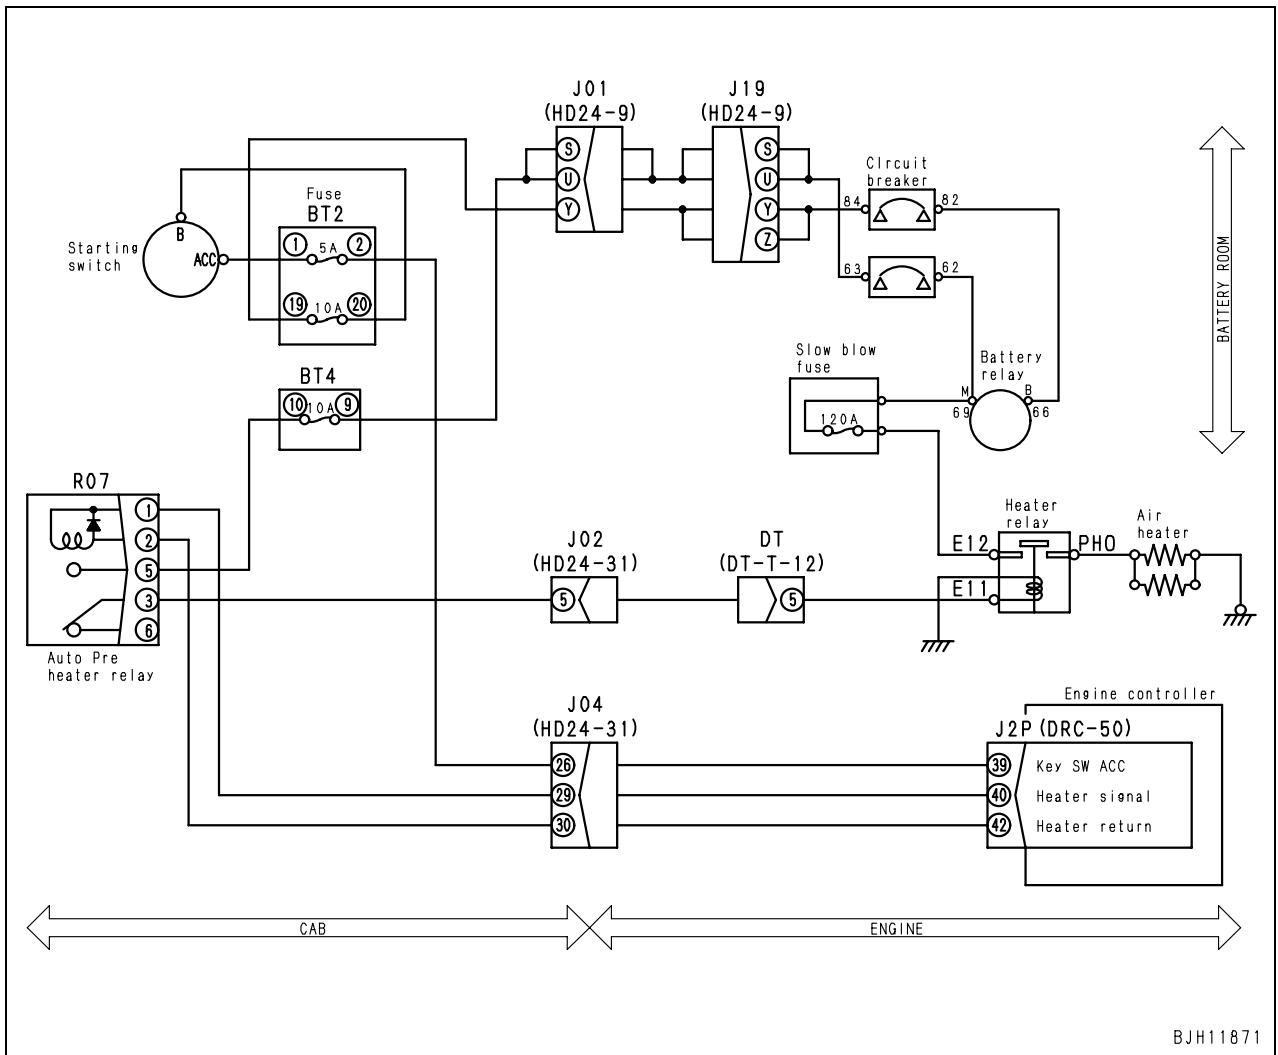 J01
(HD24-9)
J19
(HD24-9)
S
U
Y
S
U
Y
Z
CIrcuit
breaker
84
82
63
62
Fuse
BT2
1
5A
2
19
10A
20
Starting
switch
B
ACC
BT4
10
10A
9
Slow blow
fuse
120A
Battery
relay
M
B
69
66
BATTERY ROOM
R07
1
2
5
3
6
Auto Pre
heater relay
J02
(HD24-31)
5
DT
(DT-T-12)
5
Heater
relay
E12
E11
PHO
Air
heater
J04
(HD24-31)
26
29
30
Engine controller
J2P (DRC-50)
39 Key SW ACC
40 Heater signal
42 Heater return
CAB
ENGINE
BJH11871